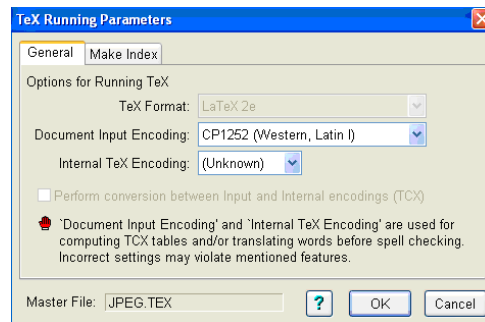 TeX Running Parameters
General Make Index
Options for Running TeX
TeX Format: LaTeX 2e
Document Input Encoding: CP1252 (Western, Latin I)
Internal TeX Encoding: (Unknown)
Perform conversion between Input and Internal encodings (TCX)
`Document Input Encoding' and `Internal TeX Encoding' are used for
computing TCX tables and/or translating words before spell checking.
Incorrect settings may violate mentioned features.
Master File: JPEG.TEX ? OK Cancel